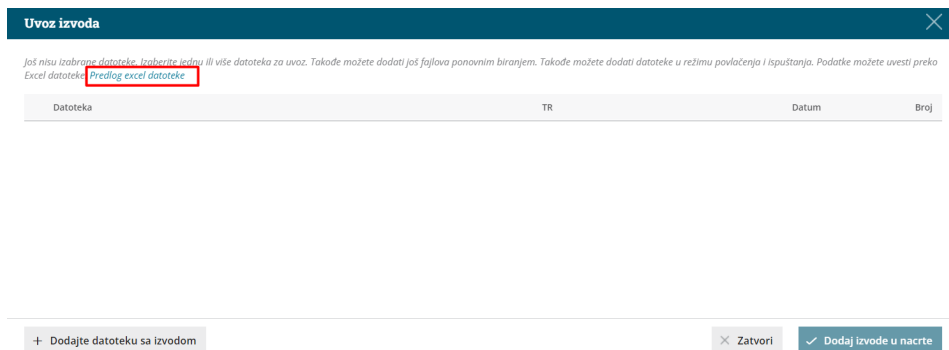 Uvoz izvoda
Još nisu izabrane datoteke. Izaberite jednu ili više datoteka za uvoz. Takođe možete dodati još fajlova ponovnim biranjem. Takođe možete dodati datoteke u režimu povlačenja i ispuštanja. Podatke možete uvesti preko
Excel datoteke. Predlog excel datoteke
Datoteka TR Datum Broj
+ Dodajte datoteku sa izvodom Zatvori Dodaj izvode u nacrte